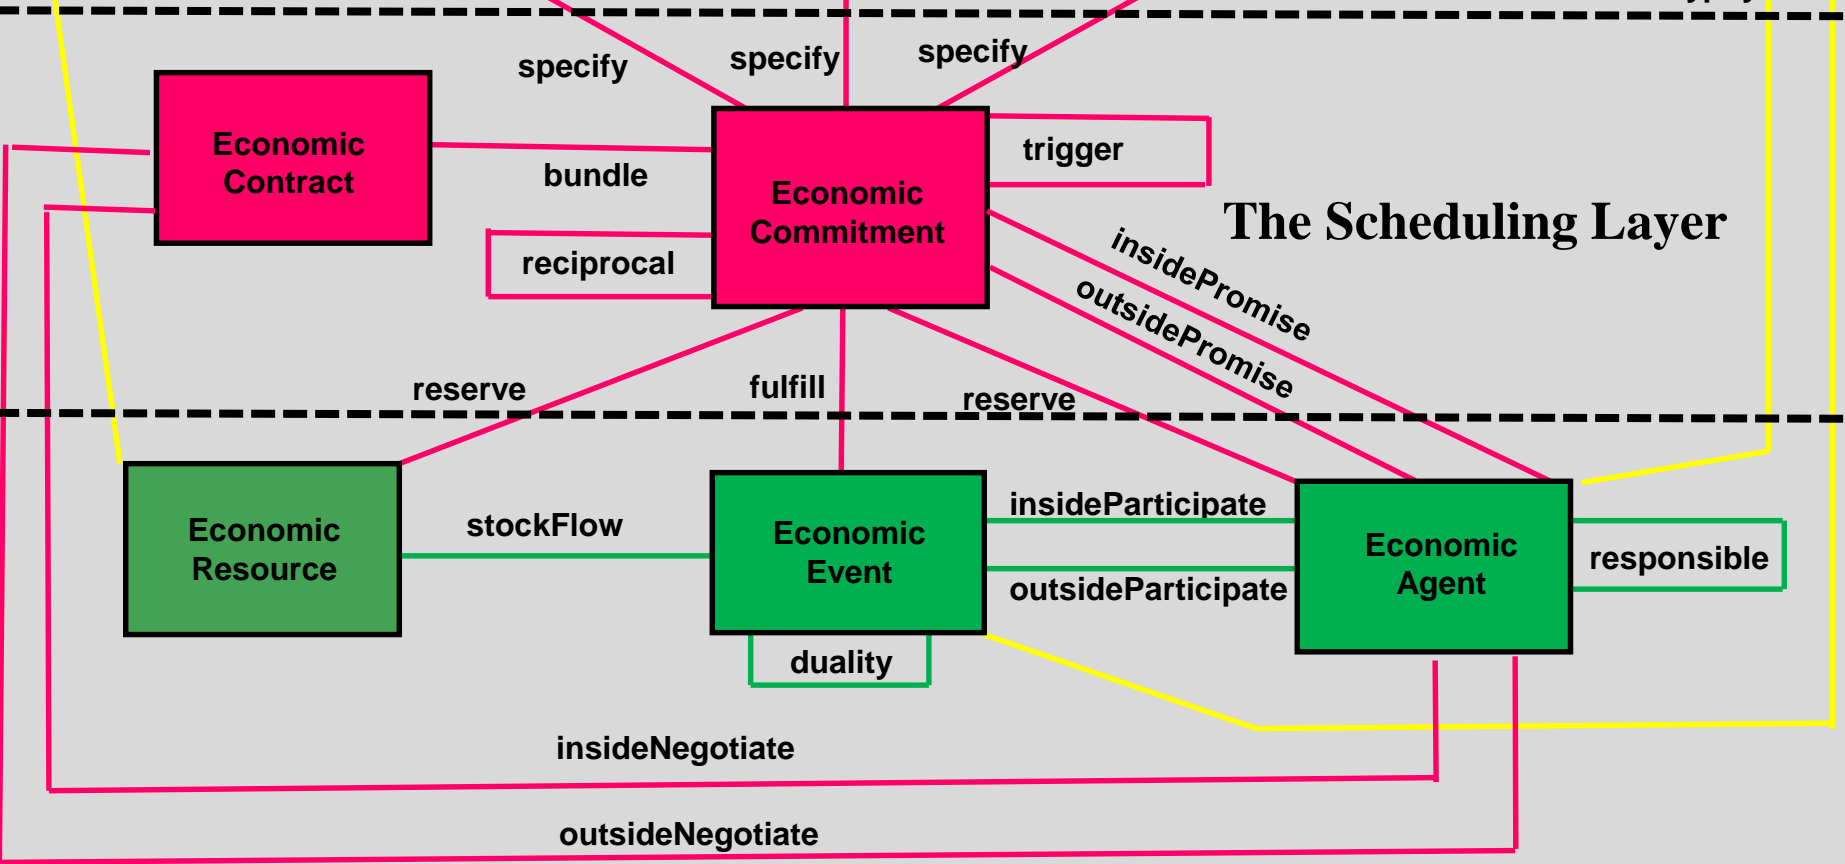 specify
specify
specify
Economic
Contract
bundle
trigger
Economic
Commitment
The Scheduling Layer
reciprocal
insidePromise
outsidePromise
reserve
fulfill
reserve
Economic
Resource
stockFlow
Economic
Event
insideParticipate
outsideParticipate
Economic
Agent
responsible
duality
insideNegotiate
outsideNegotiate